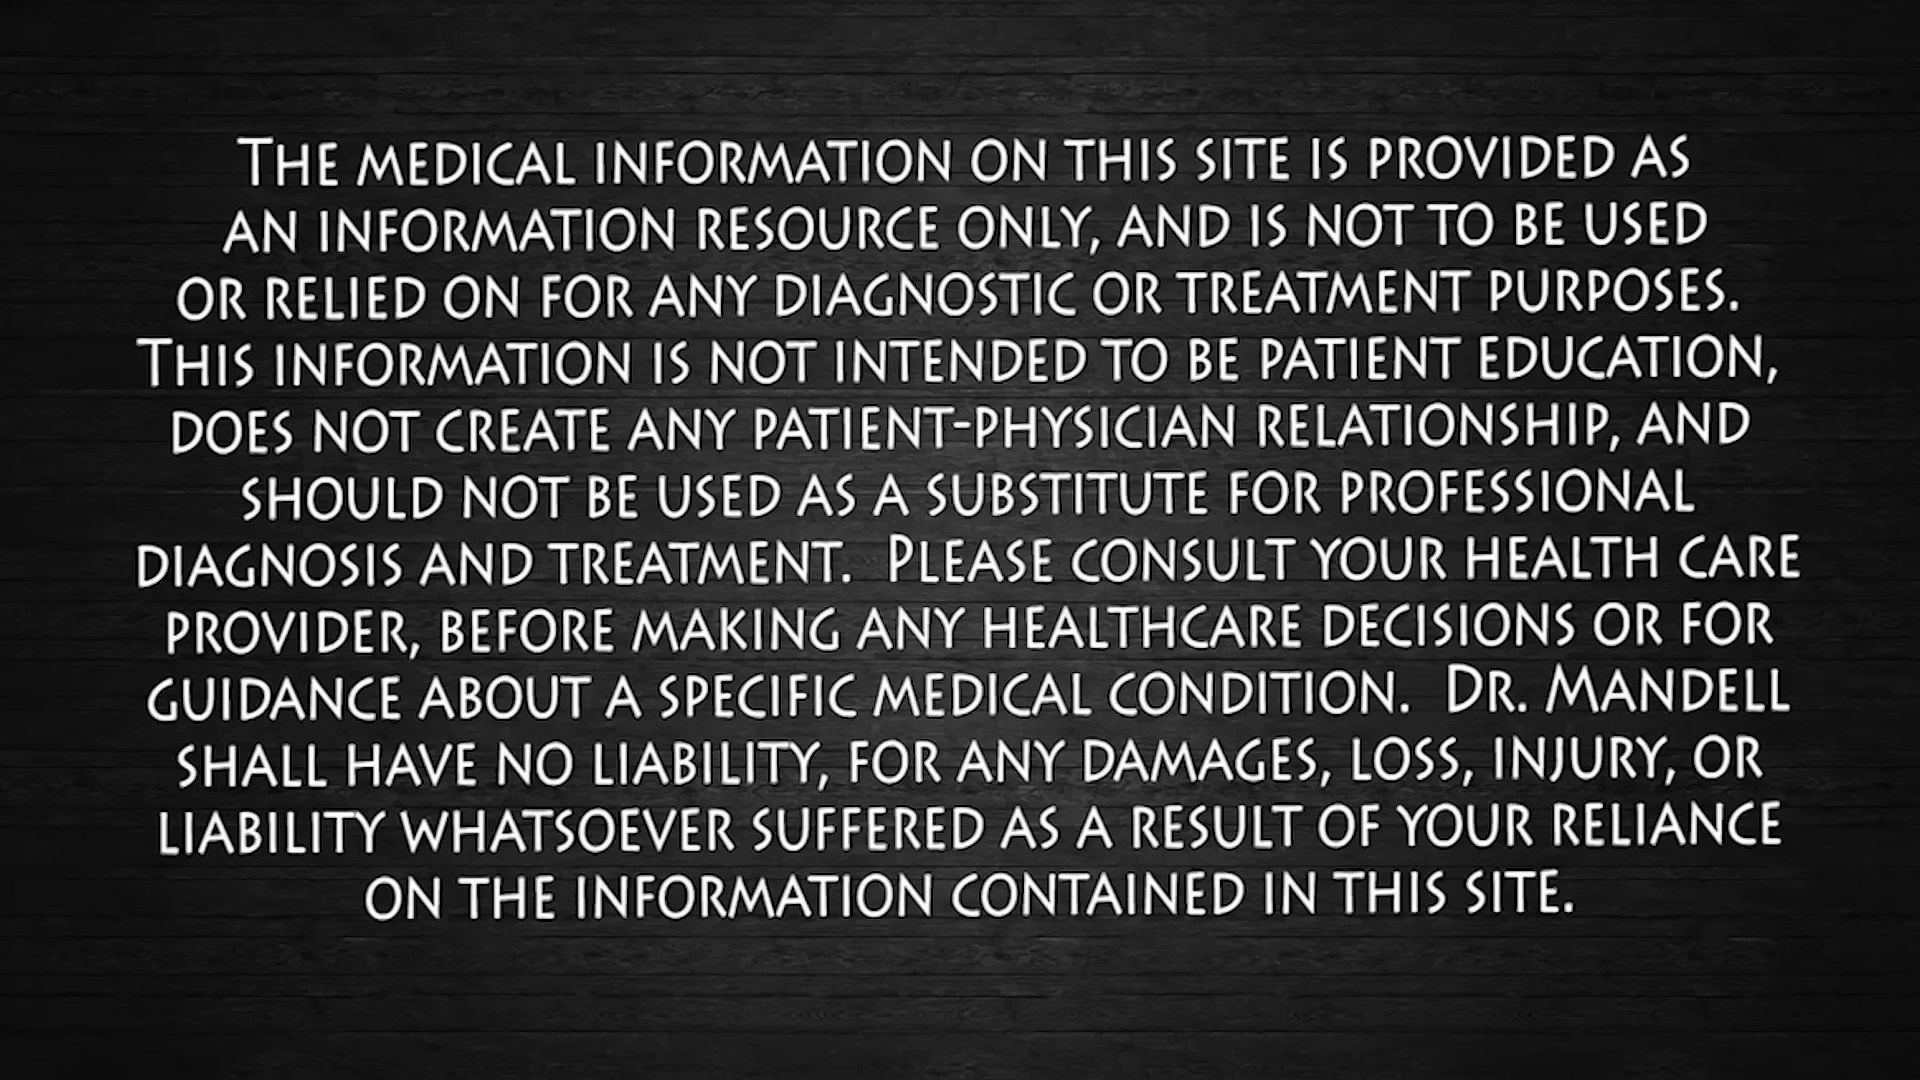 The medical information on this site is provided as
an information resource only, and is not to be used
or relied on for any diagnostic or treatment purposes.
This information is not intended to be patient education,
does not create any patient-physician relationship, and
should not be used as a substitute for professional
diagnosis and treatment.  Please consult your health care
provider, before making any healthcare decisions or for
guidance about a specific medical condition.  Dr. Mandell
shall have no liability, for any damages, loss, injury, or
liability whatsoever suffered as a result of your reliance
on the information contained in this site.